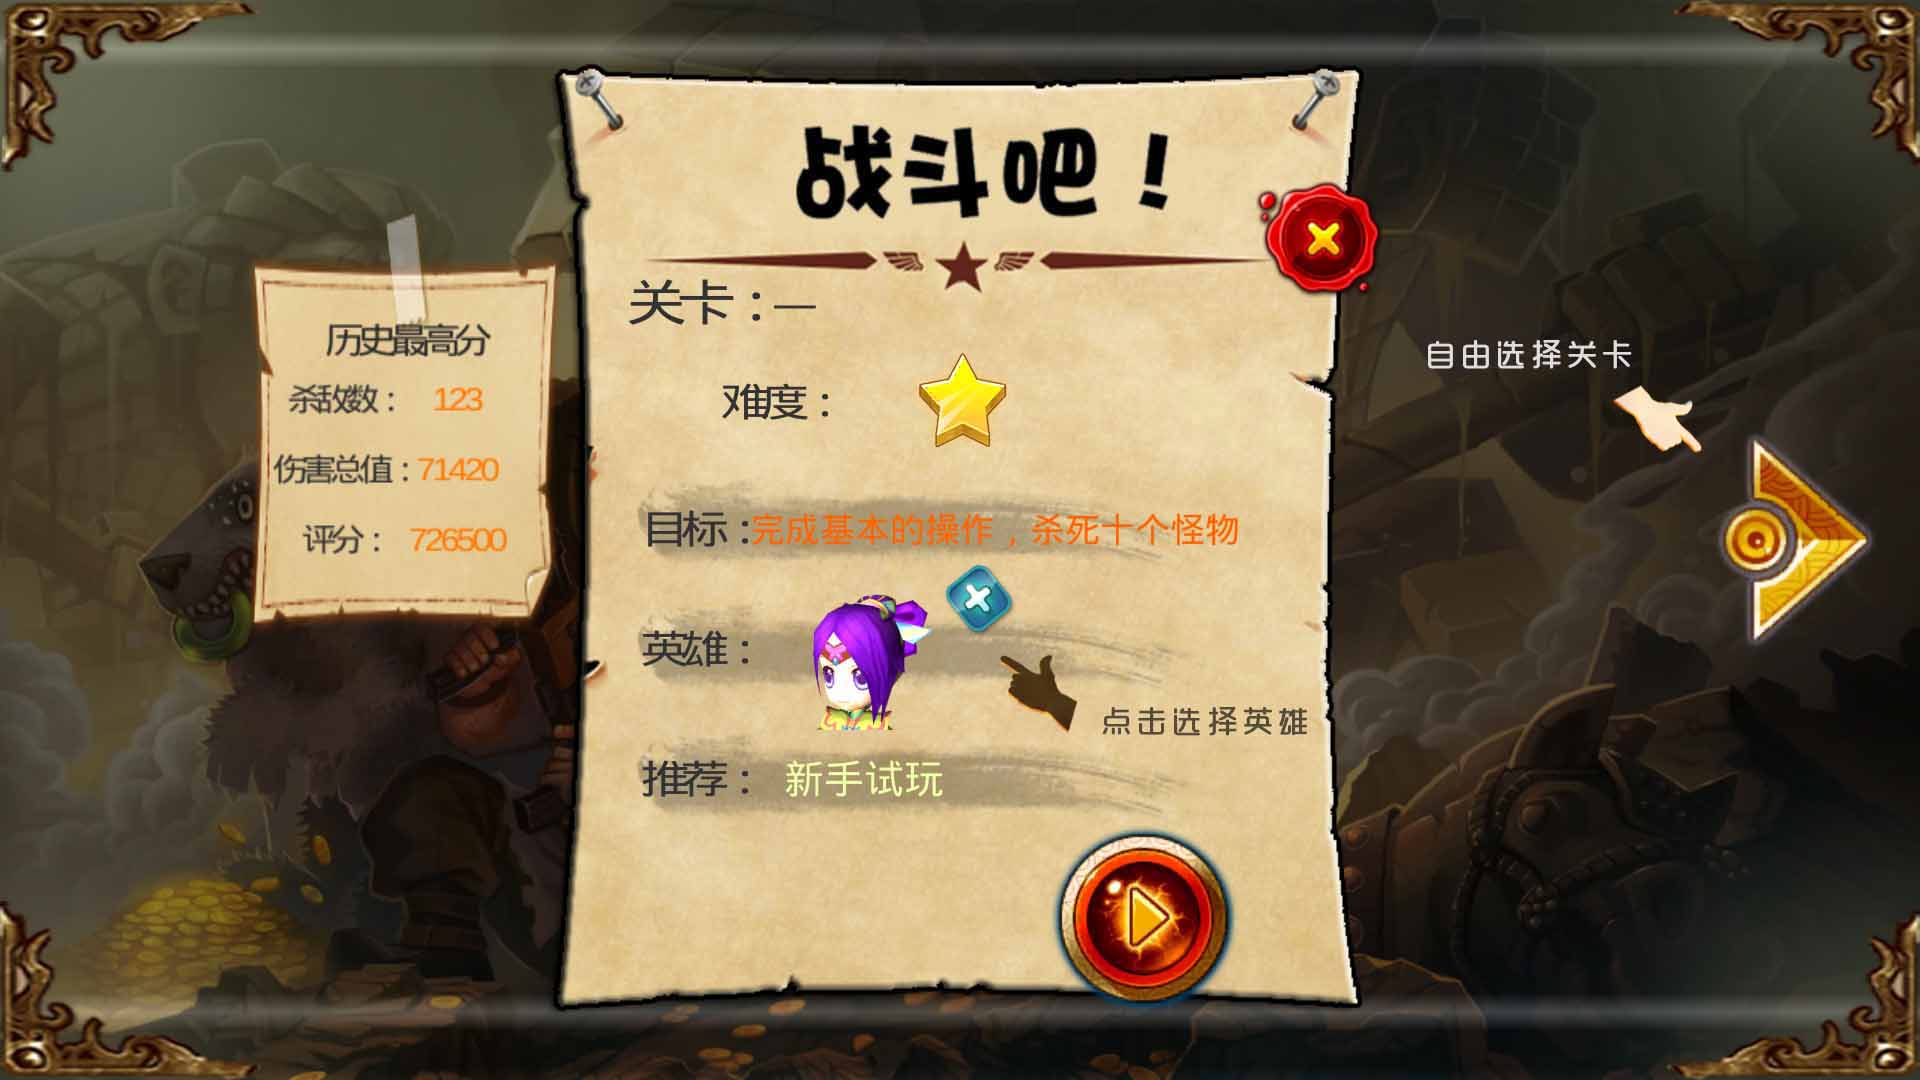 战斗吧！
关卡：一
难度：
目标：完成基本的操作，杀死十个怪物
英雄：
点击选择英雄
推荐： 新手试玩
历史最高分
杀敌数： 123
伤害总值：71420
评分： 726500
自由选择关卡